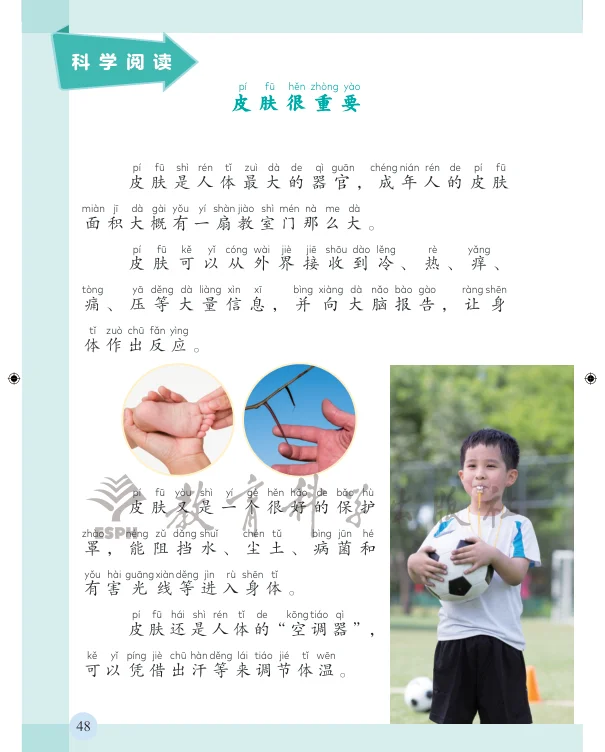 科学阅读
pí fū hěn zhòng yào
皮肤很重要
pí fū shì rén tǐ zuì dà de qì guān chéng nián rén de pí fū
皮肤是人体最大的器官，成年人的皮肤
miàn jī dà gài yǒu yí shàn jiào shì mén nà me dà
面积大概有一扇教室门那么大。
pí fū kě yǐ cóng wài jiè jiē shōu dào lěng rè yǎng
皮肤可以从外界接收到冷、热、痒、
tòng yā děng dà liàng xìn xī bìng xiàng dà nǎo bào gào ràng shēn
痛、压等大量信息，并向大脑报告，让身
tǐ zuò chū fǎn yìng
体作出反应。
pí fū yòu shì yí gè hěn hǎo de bǎo hù
皮肤又是一个很好的保护
zhào néng zǔ dǎng shuǐ chén tǔ bìng jūn hé
罩，能阻挡水、尘土、病菌和
yǒu hài guāng xiàn děng jìn rù shēn tǐ
有害光线等进入身体。
pí fū hái shì rén tǐ de kōng tiáo qì
皮肤还是人体的“空调器”，
kě yǐ píng jiè chū hàn děng lái tiáo jié tǐ wēn
可以凭借出汗等来调节体温。
ESPH 教育科学出版社
48